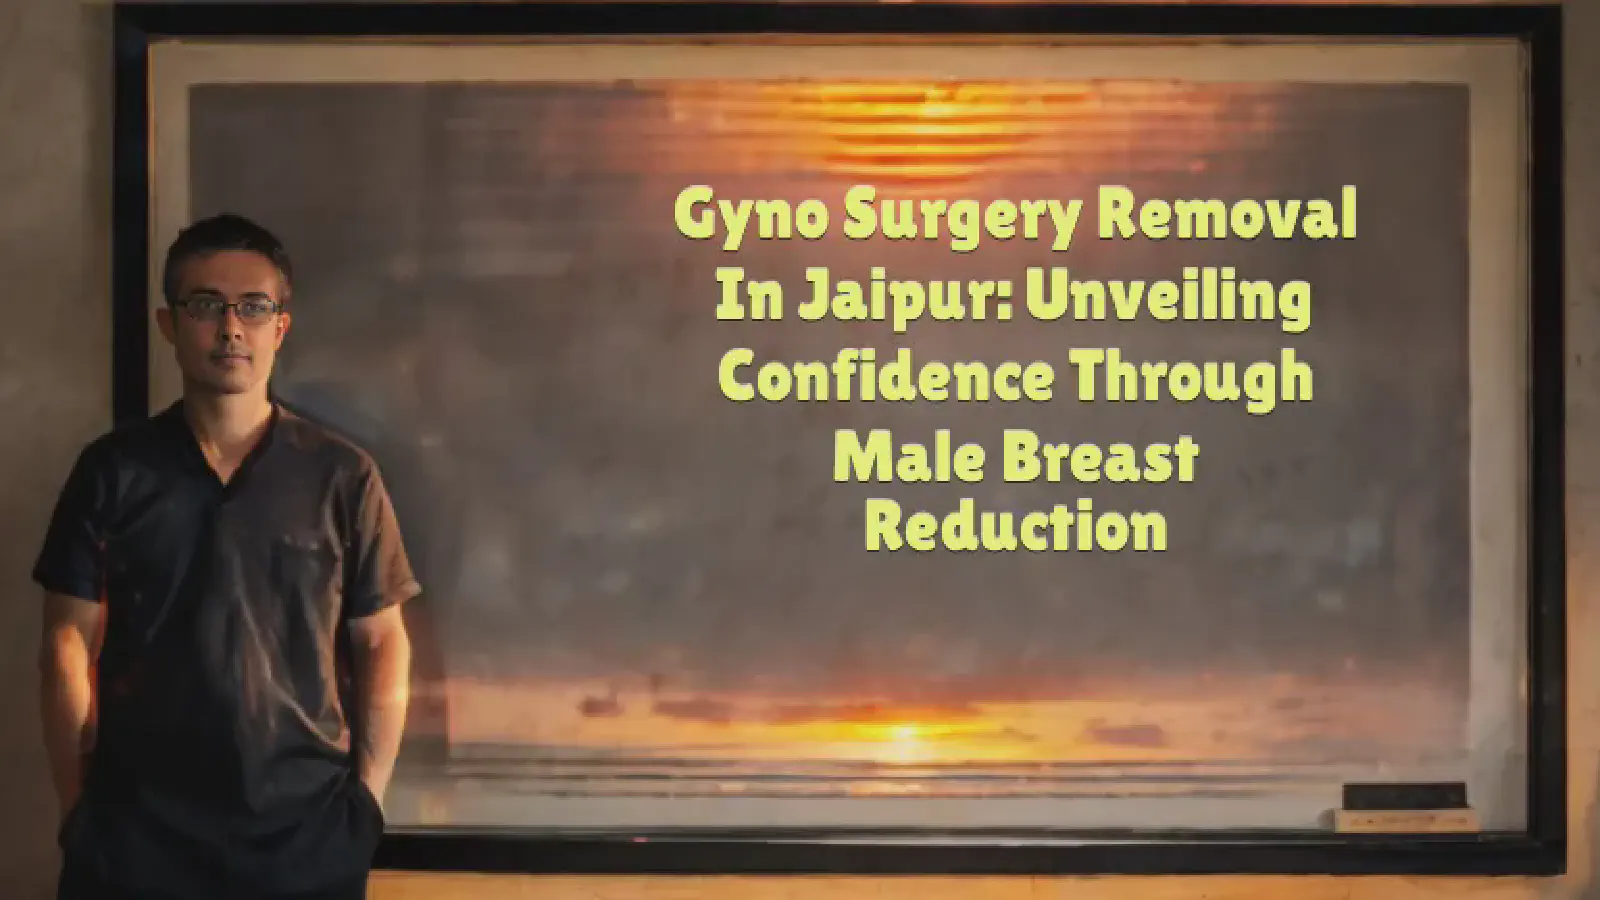 Gyno Surgery Removal
In Jaipur: Unveiling
Confidence Through
Male Breast
Reduction